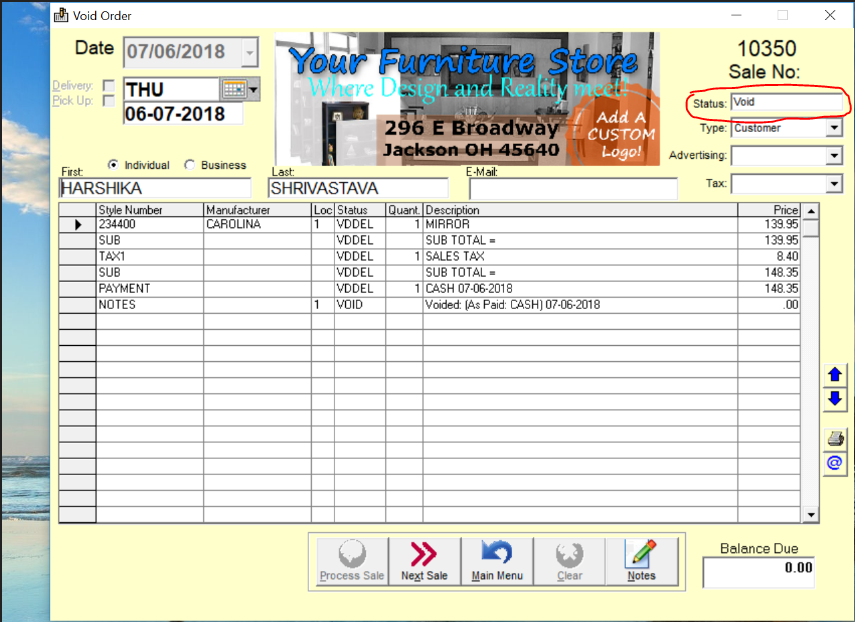 Void Order
Date 07/06/2018
Your Furniture Store
Where Design and Reality meet!
296 E Broadway
Jackson OH 45640
Add A
CUSTOM
Logo!
10350
Sale No:
Delivery: THU
Pick Up: 06-07-2018
Status: Void
Type: Customer
Advertising:
Tax:
Individual Business
First: Last: E-Mail:
HARSHIKA SHRIVASTAVA
Style Number Manufacturer Loc Status Quant. Description Price
234400 CAROLINA 1 VDDEL 1 MIRROR 139.95
SUB VDDEL SUB TOTAL = 139.95
TAX1 VDDEL 1 SALES TAX 8.40
SUB VDDEL SUB TOTAL = 148.35
PAYMENT VDDEL 1 CASH 07-06-2018 148.35
NOTES 1 VOID Voided: (As Paid: CASH) 07-06-2018 .00
@
Process Sale Next Sale Main Menu Clear Notes
Balance Due
0.00